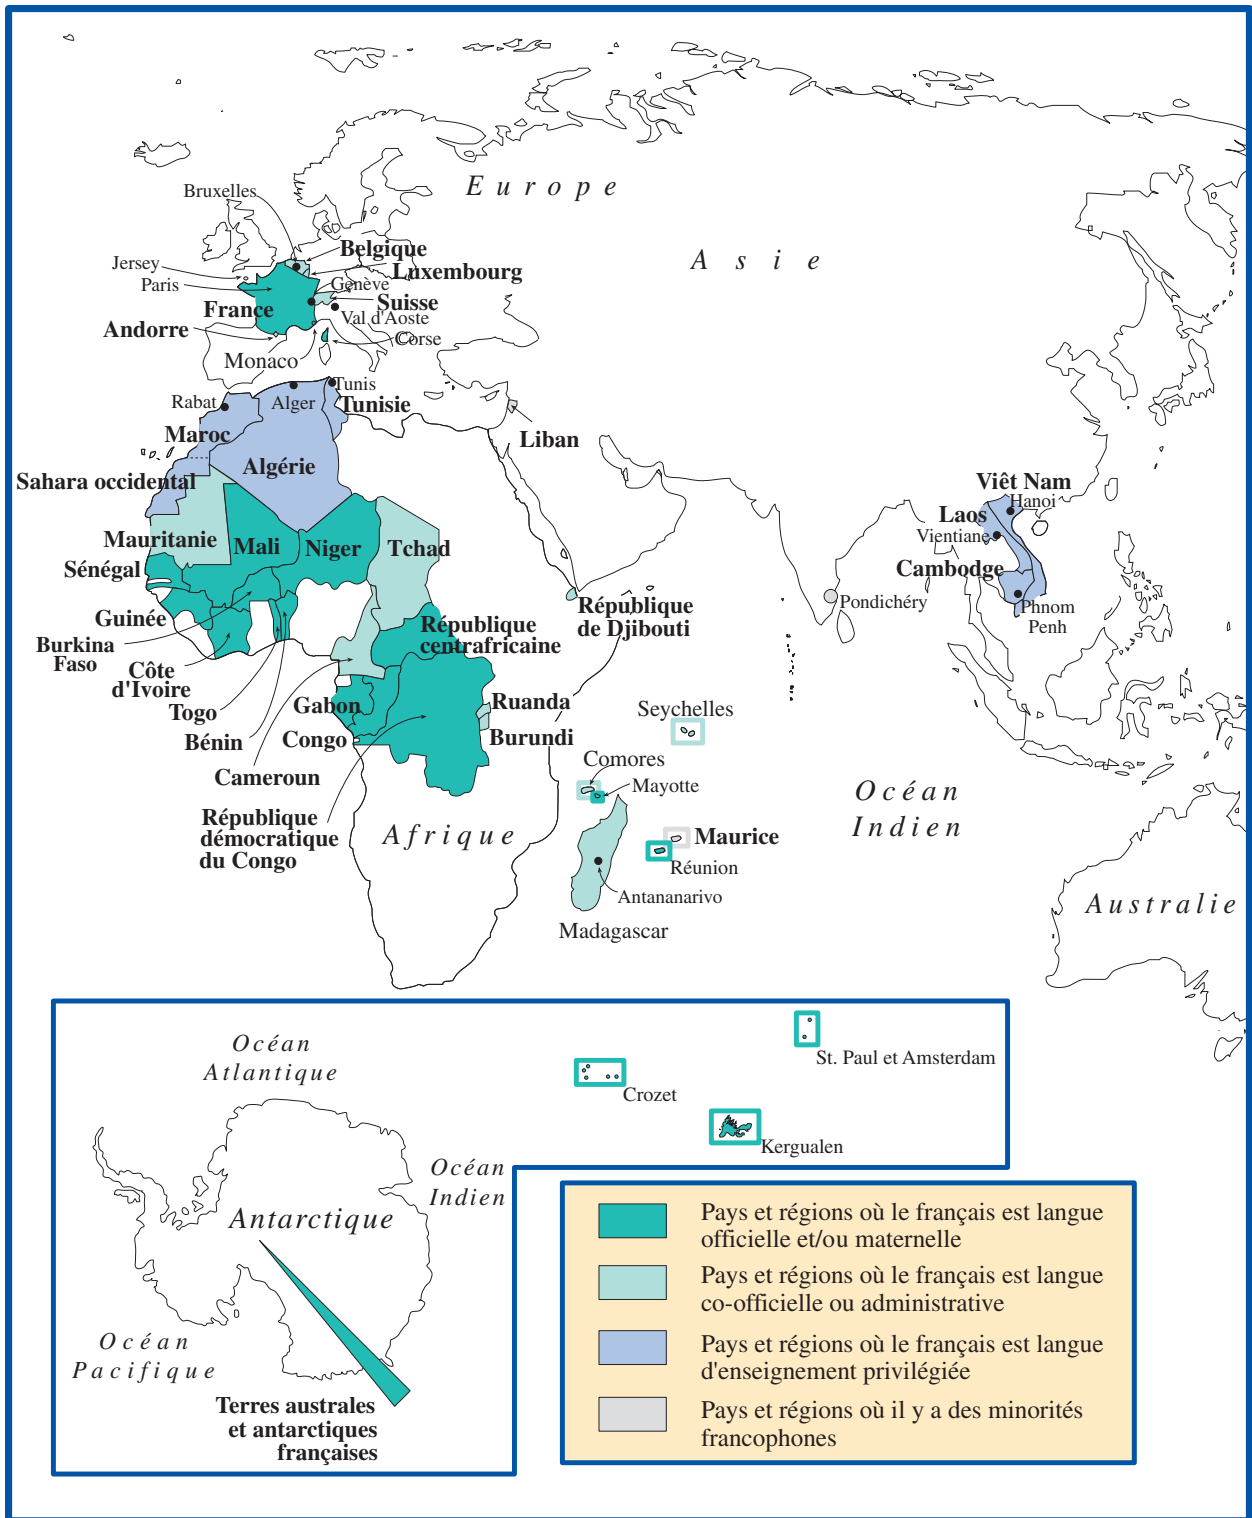 Europe
Asie
Bruxelles
Belgique
Jersey
Luxembourg
Paris
Genève
France
Suisse
Andorre
Val d'Aoste
Corse
Monaco
Rabat
Alger
Tunis
Tunisie
Maroc
Liban
Algérie
Sahara occidental
Viêt Nam
Hanoi
Laos
Vientiane
Mauritanie
Mali
Niger
Tchad
Sénégal
Cambodge
Pondichéry
République
de Djibouti
Phnom
Penh
Guinée
République
centrafricaine
Burkina
Faso
Côte
d'Ivoire
Togo
Gabon
Ruanda
Seychelles
Bénin
Congo
Burundi
Cameroun
Comores
Mayotte
Océan
Indien
République
démocratique
du Congo
Afrique
Maurice
Réunion
Antananarivo
Madagascar
Australie
Océan
Atlantique
St. Paul et Amsterdam
Crozet
Kergualen
Océan
Indien
Antarctique
Océan
Pacifique
Terres australes
et antarctiques
françaises
Pays et régions où le français est langue
officielle et/ou maternelle
Pays et régions où le français est langue
co-officielle ou administrative
Pays et régions où le français est langue
d'enseignement privilégiée
Pays et régions où il y a des minorités
francophones